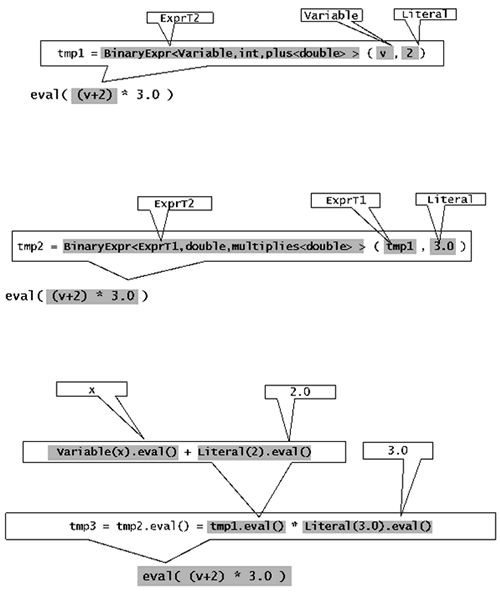 ExprT2
Variable
Literal
tmp1 = BinaryExpr<Variable,int,plus<double> > ( v , 2 )
eval( (v+2) * 3.0 )
ExprT2
ExprT1
Literal
tmp2 = BinaryExpr<ExprT1,double,multiplies<double> > ( tmp1 , 3.0 )
eval( (v+2) * 3.0 )
x
2.0
Variable(x).eval() + Literal(2).eval()
3.0
tmp3 = tmp2.eval() = tmp1.eval() * Literal(3.0).eval()
eval( (v+2) * 3.0 )